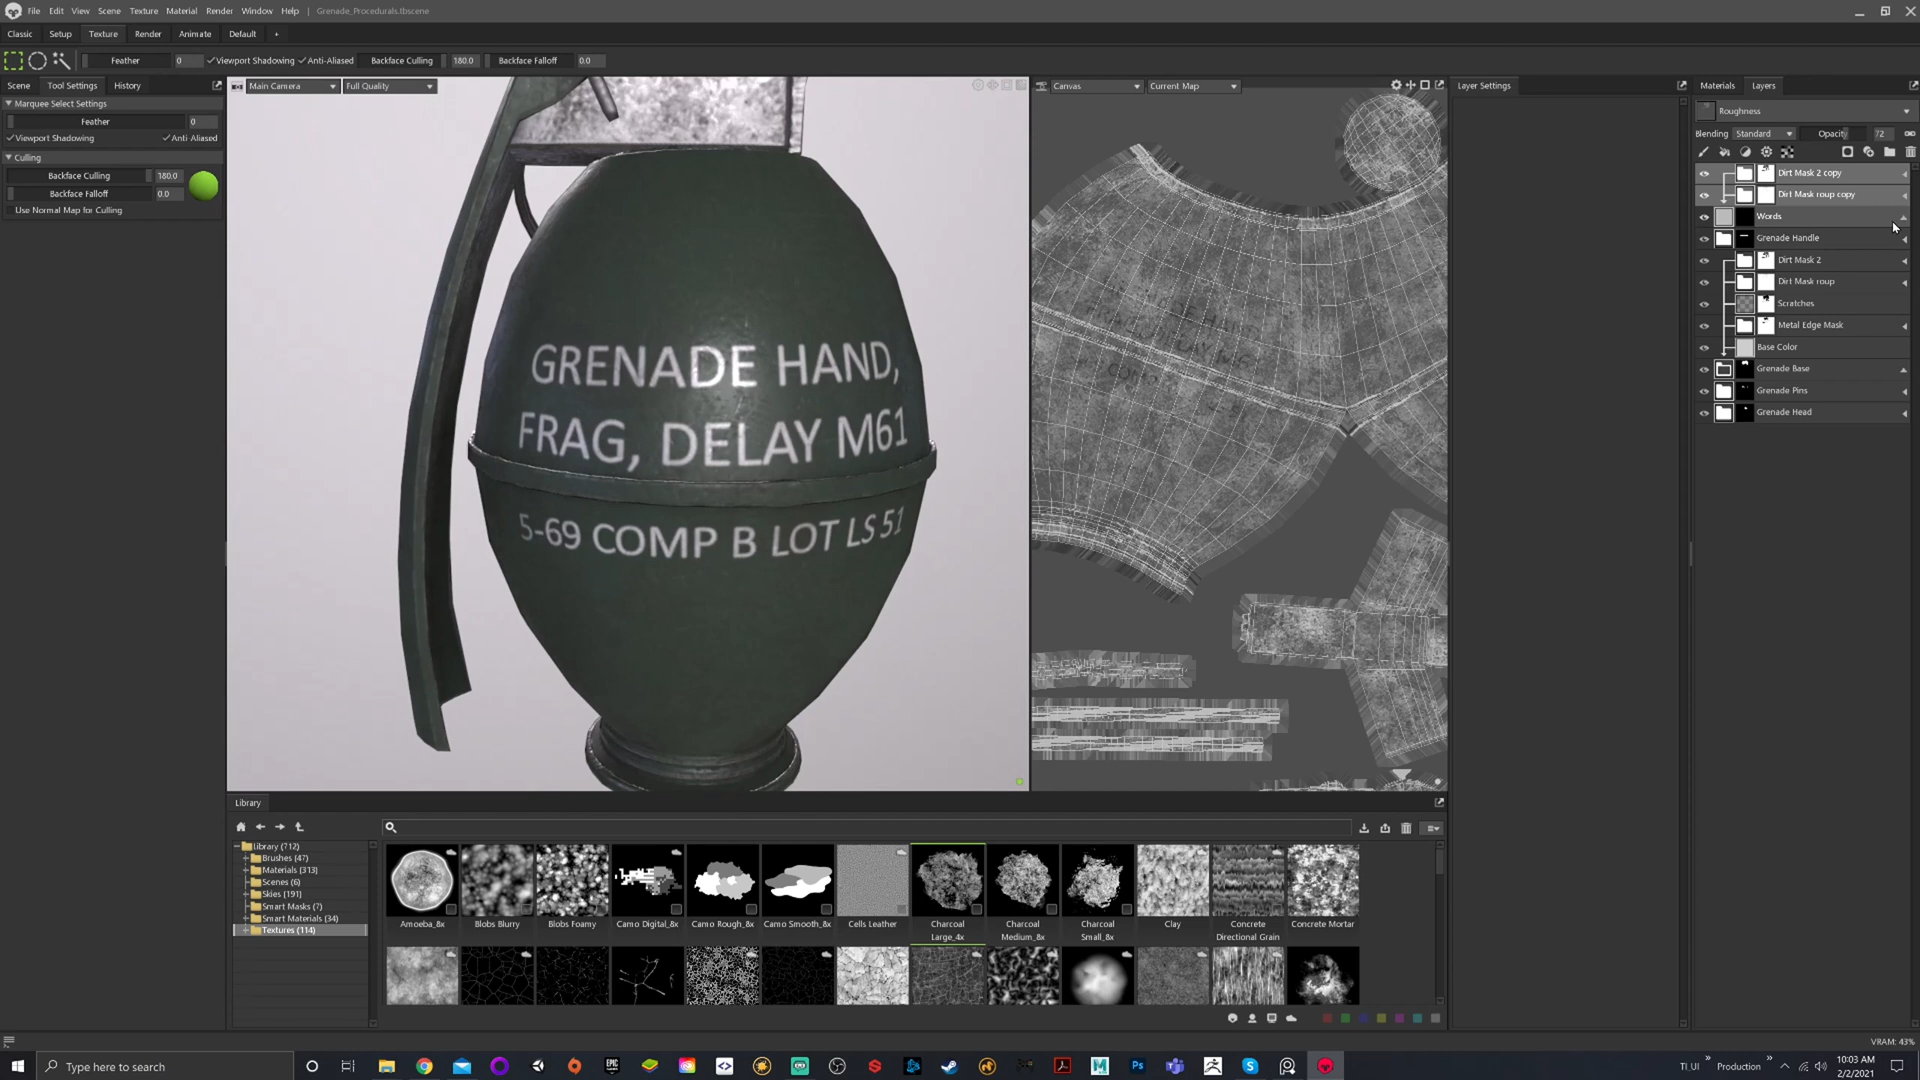 File Edit View Scene Texture Material Render Window Help Grenade_Procedurals.tbscene
Classic Setup Texture Render Animate Default +
Feather 0 Viewport Shadowing Anti-Aliased Backface Culling 180.0 Backface Falloff 0.0
Scene Tool Settings History
Marquee Select Settings
Feather 0
Viewport Shadowing Anti-Aliased
Culling
Backface Culling 180.0
Backface Falloff 0.0
Use Normal Map for Culling
Main Camera Full Quality
GRENADE HAND,
FRAG, DELAY M61
5-69 COMP B LOT LS 51
Canvas Current Map
Layer Settings
Materials Layers
Roughness
Blending Standard Opacity 72
Dirt Mask 2 copy
Dirt Mask roup copy
Words
Grenade Handle
Dirt Mask 2
Dirt Mask roup
Scratches
Metal Edge Mask
Base Color
Grenade Base
Grenade Pins
Grenade Head
Library
Library (712)
Brushes (47)
Materials (313)
Scenes (6)
Skies (191)
Smart Masks (7)
Smart Materials (34)
Textures (114)
Amoeba_8x Blobs Blurry Blobs Foamy Camo Digital_8x Camo Rough_8x Camo Smooth_8x Cells Leather Charcoal Large_4x Charcoal Medium_8x Charcoal Small_8x Clay Concrete Directional Grain Concrete Mortar
VRAM: 43%
Type here to search
TI_UI Production 10:03 AM
2/2/2021